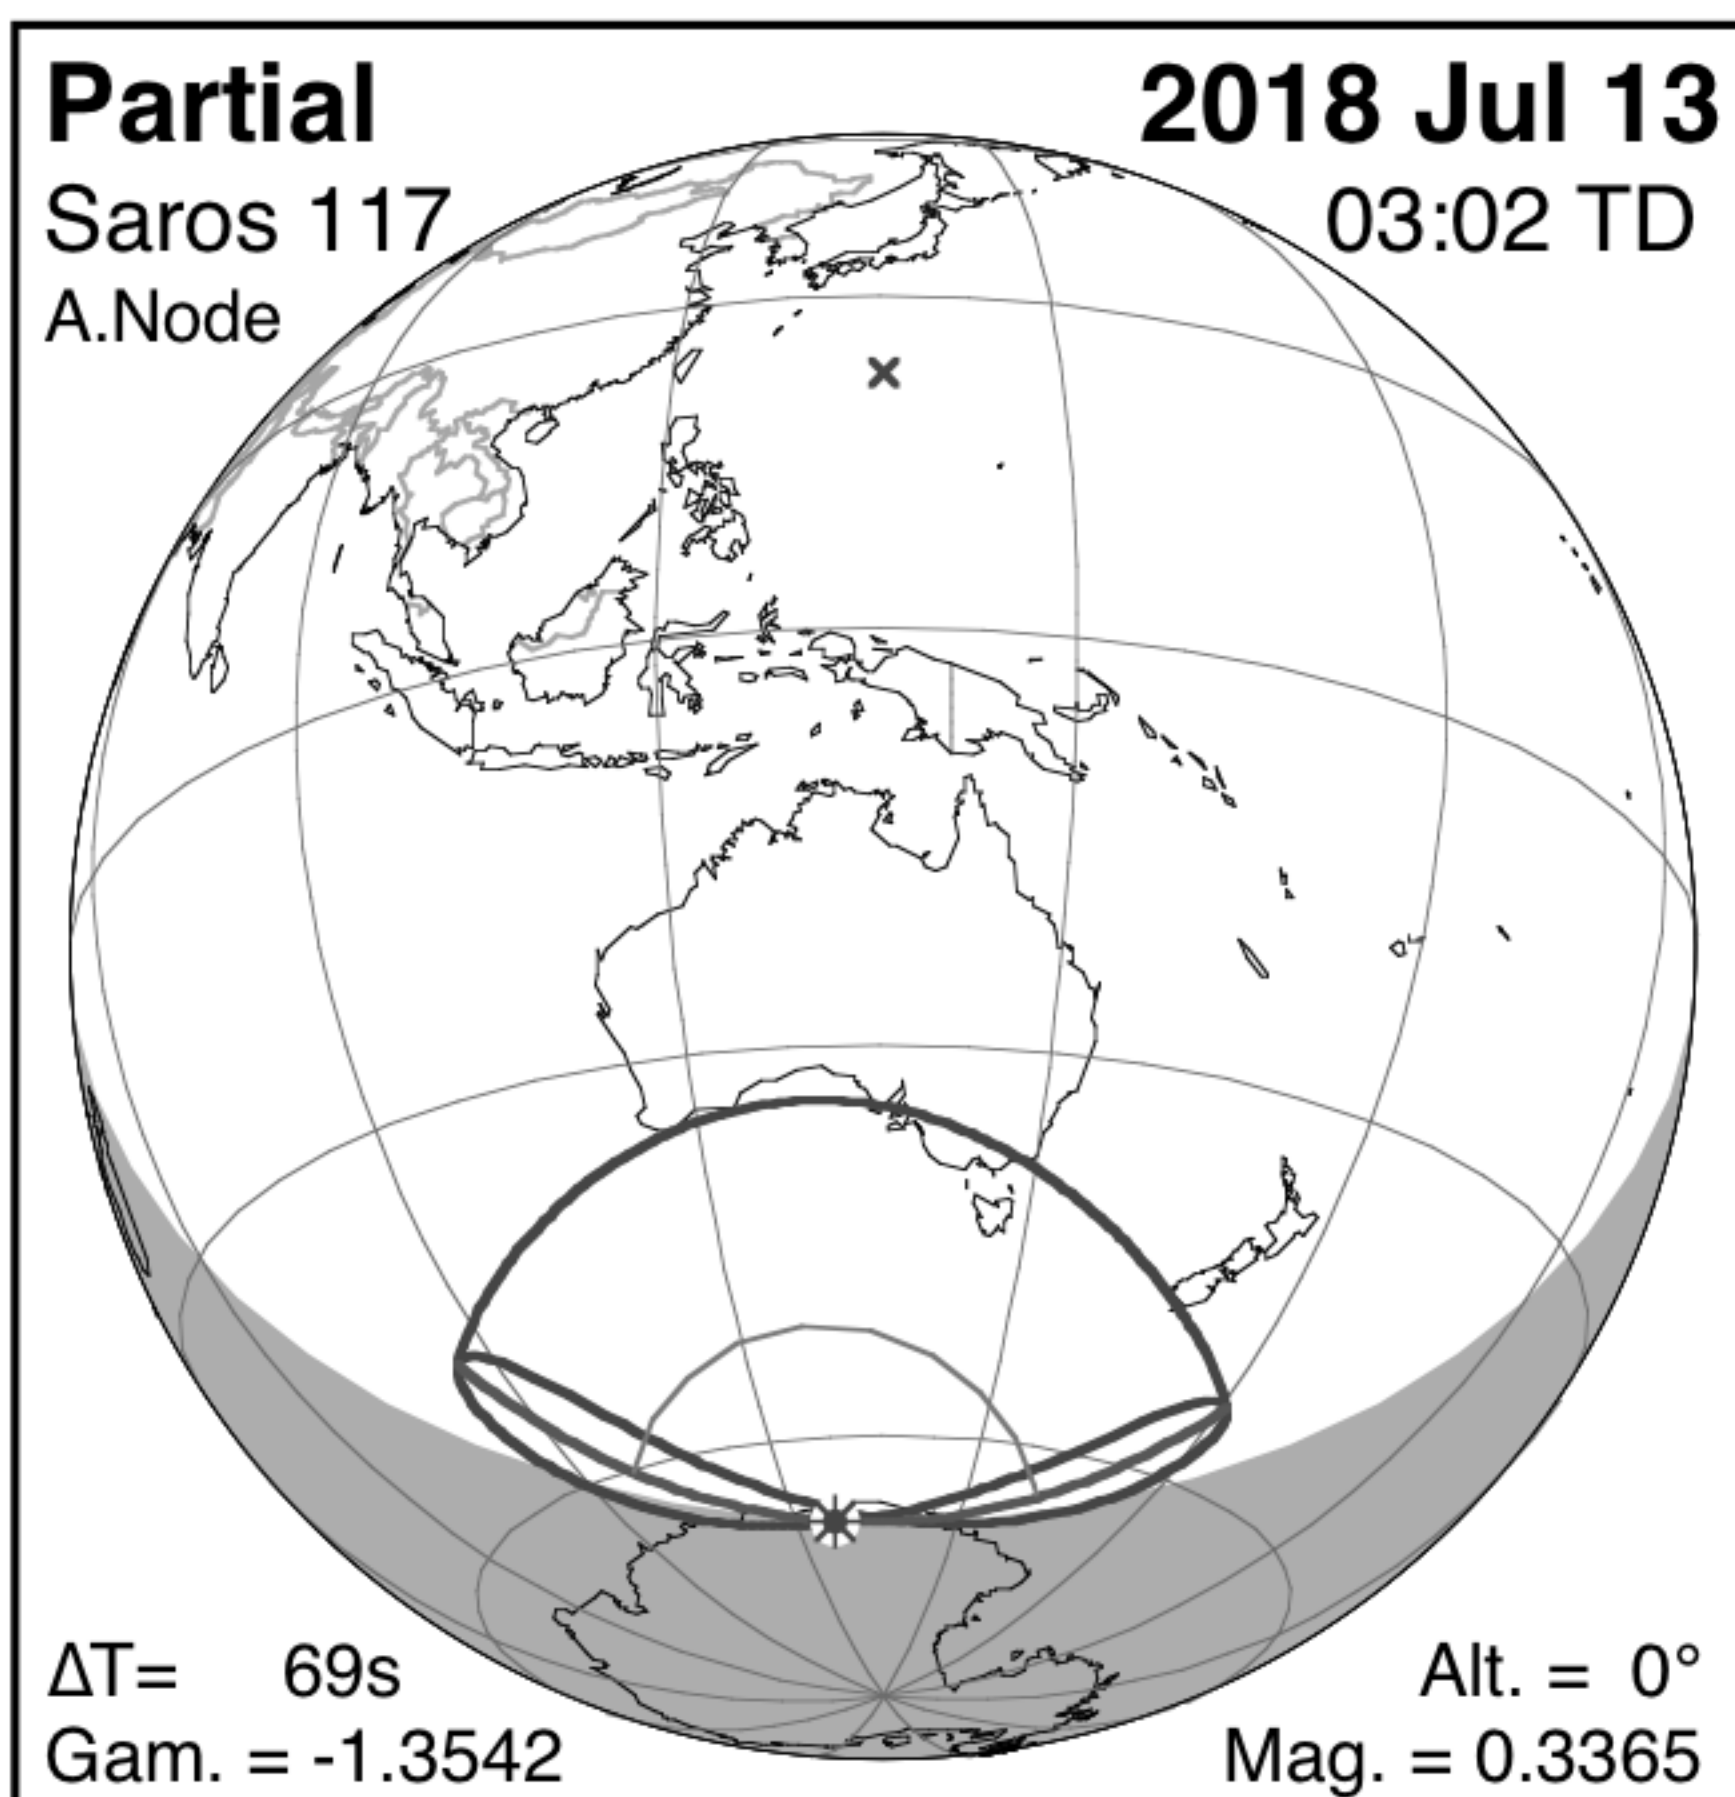 Partial
2018 Jul 13
Saros 117
03:02 TD
A.Node
ΔT= 69s
Alt. = 0°
Gam. = -1.3542
Mag. = 0.3365